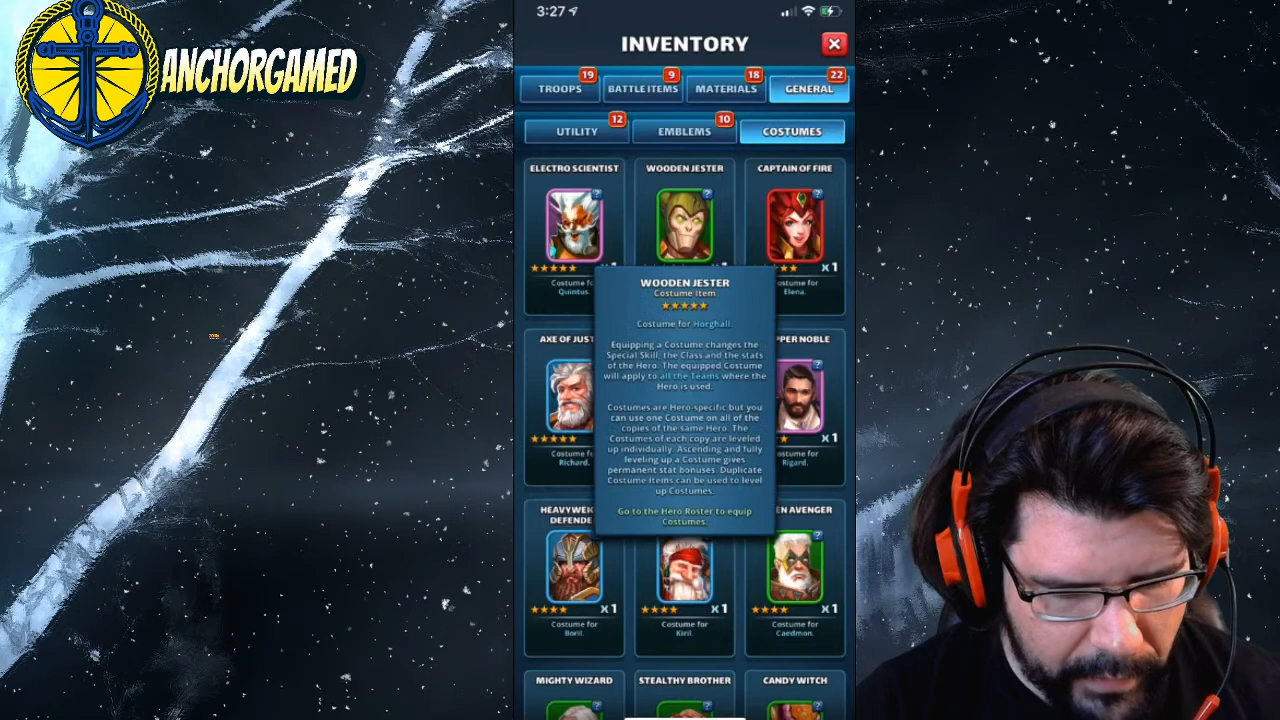 ANCHORGAMED
3:27
INVENTORY
TROOPS 19
BATTLE ITEMS 9
MATERIALS 18
GENERAL 22
UTILITY 12
EMBLEMS 10
COSTUMES
ELECTRO SCIENTIST
WOODEN JESTER
CAPTAIN OF FIRE
X1
Quintus.
Elena.
WOODEN JESTER
Costume Item
Costume for Horghall.
Equipping a Costume changes the
Special Skill, the Class and the stats
of the Hero. The equipped Costume
will apply to all the Teams where the
Hero is used.
Costumes are Hero-specific but you
can use one Costume on all of the
copies of the same Hero. The
Costumes of each copy are leveled
up individually. Ascending and fully
leveling up a Costume gives
permanent stat bonuses. Duplicate
Costume Items can be used to level
up Costumes.
Go to the Hero Roster to equip
Costumes.
AXE OF JUST
PPER NOBLE
X1
Costume f
Richard.
ostume for
Rigard.
HEAVYWEIG
DEFENDE
EN AVENGER
X1
X1
X1
Costume for
Boril.
Costume for
Kiril.
Costume for
Caedmon.
MIGHTY WIZARD
STEALTHY BROTHER
CANDY WITCH